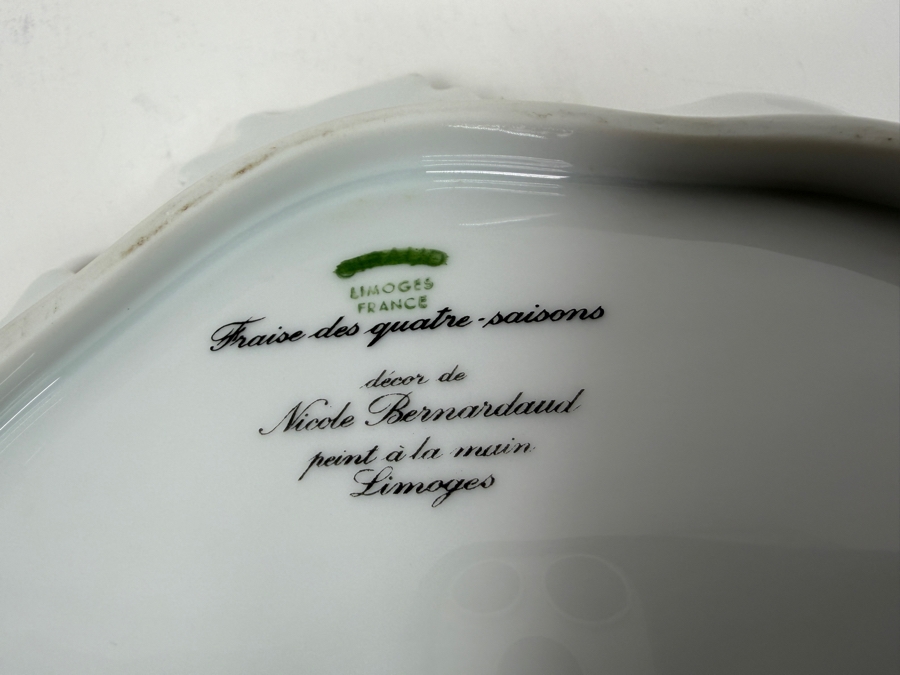 LIMOGES
FRANCE
Fraise des quatre-saisons
décor de
Nicole Bernardaud
peint à la main
Limoges